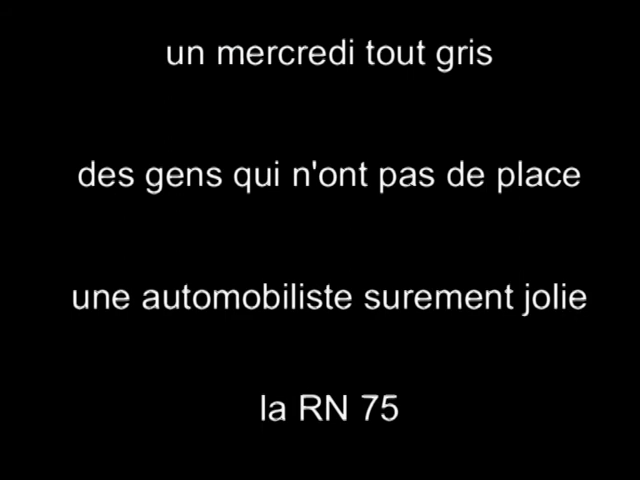 un mercredi tout gris
des gens qui n'ont pas de place
une automobiliste surement jolie
la RN 75